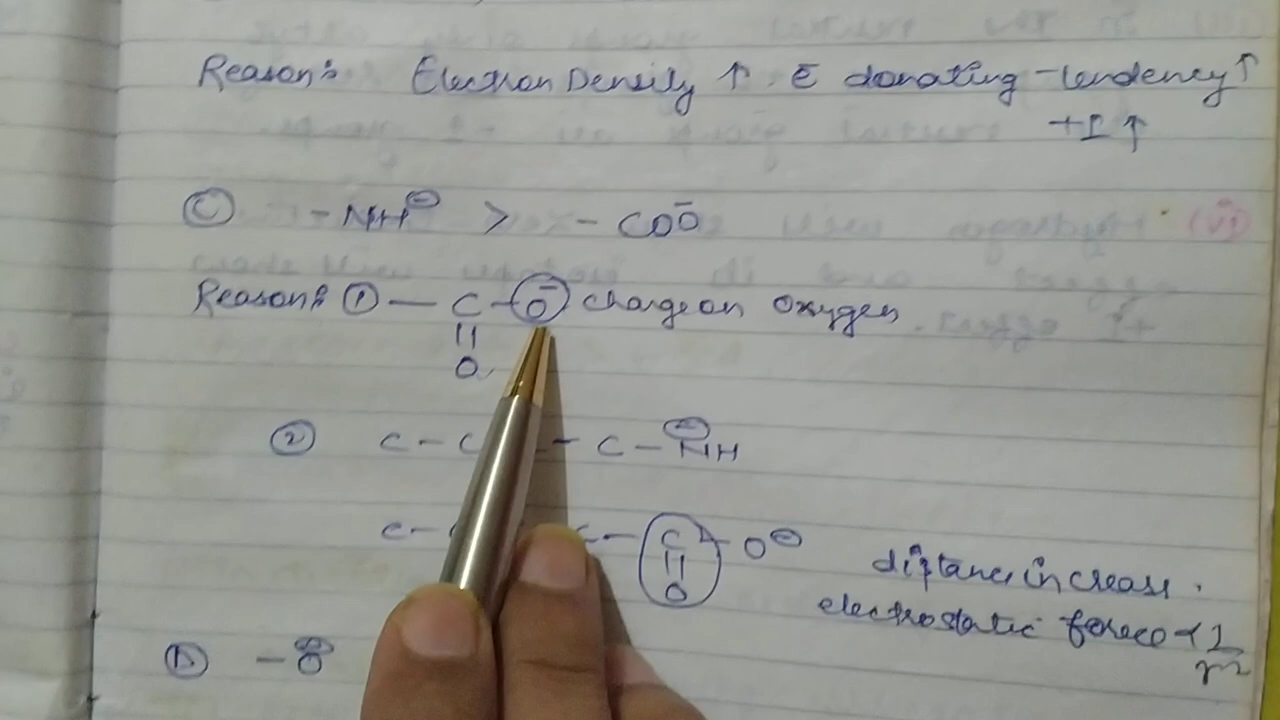 Reason:- Electron Density ↑ ē donating -tendency ↑
+I ↑
Ⓒ - NH⊖ > - COO⁻
Reason:- ① — C - O⁻ charge on oxygen.
||
O
② C - C - C - NH⊖
C - C - C - O⊖
||
O
distance increase.
electrostatic force ∝ 1/r²
Ⓓ - O⊖